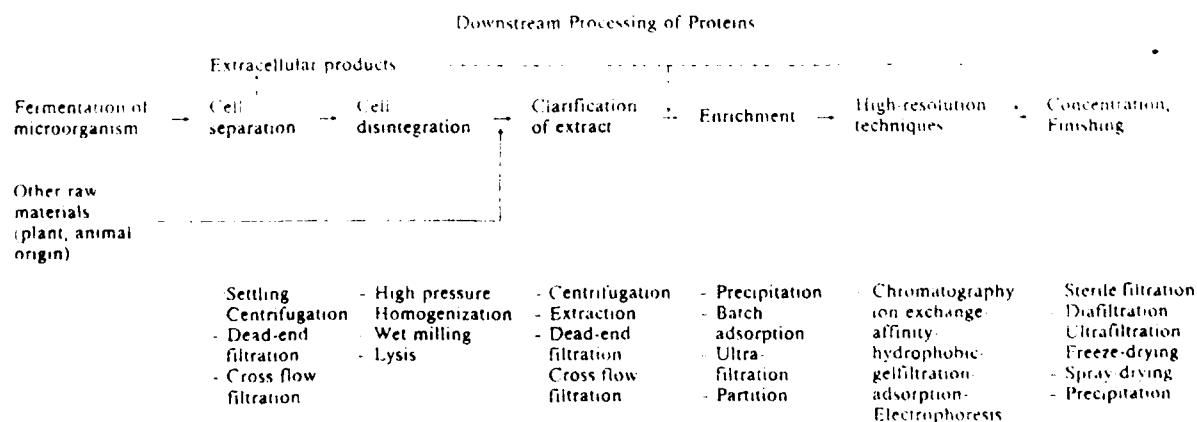 Downstream Processing of Proteins
Extracellular products
Fermentation of
microorganism
Cell
separation
Cell
disintegration
Clarification
of extract
Enrichment
High-resolution
techniques
Concentration,
Finishing
Other raw
materials
(plant, animal
origin)
Settling
Centrifugation
- Dead-end
filtration
- Cross flow
filtration
- High pressure
Homogenization
- Wet milling
- Lysis
- Centrifugation
- Extraction
- Dead-end
filtration
Cross flow
filtration
- Precipitation
- Batch
adsorption
- Ultra-
filtration
- Partition
- Chromatography
ion exchange-
affinity-
hydrophobic-
gelfiltration-
adsorption-
Electrophoresis
Sterile filtration
- Diafiltration
- Ultrafiltration
Freeze-drying
- Spray-drying
- Precipitation